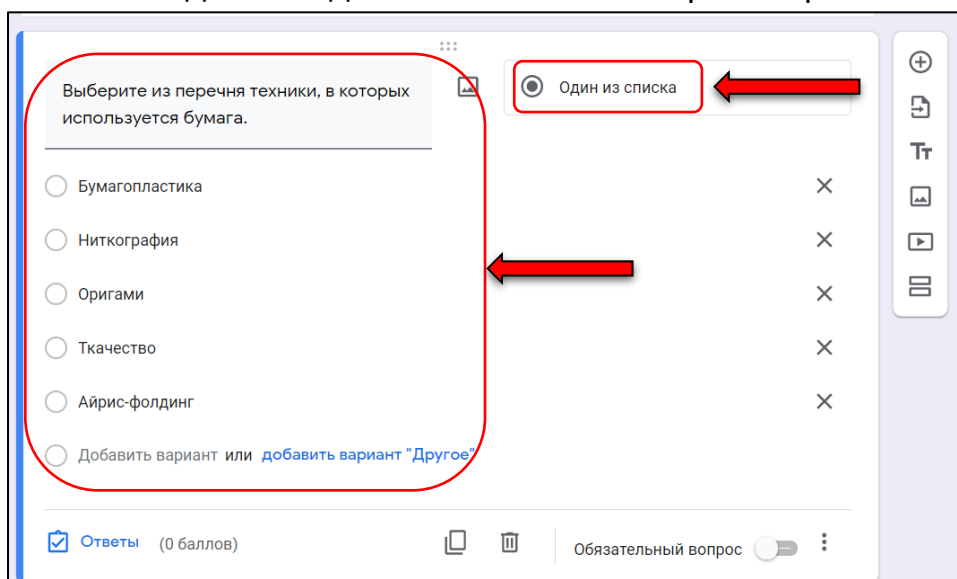 Выберите из перечня техники, в которых
используется бумага.
Один из списка
Тт
Бумагопластика
Ниткография
Оригами
Ткачество
Айрис-фолдинг
Добавить вариант или добавить вариант "Другое"
Ответы (0 баллов)
Обязательный вопрос